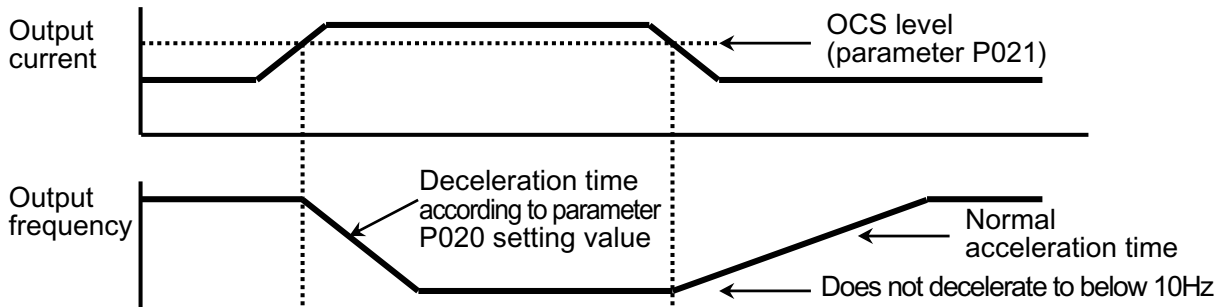 Output
current
OCS level
(parameter P021)
Output
frequency
Deceleration time
according to parameter
P020 setting value
Normal
acceleration time
Does not decelerate to below 10Hz